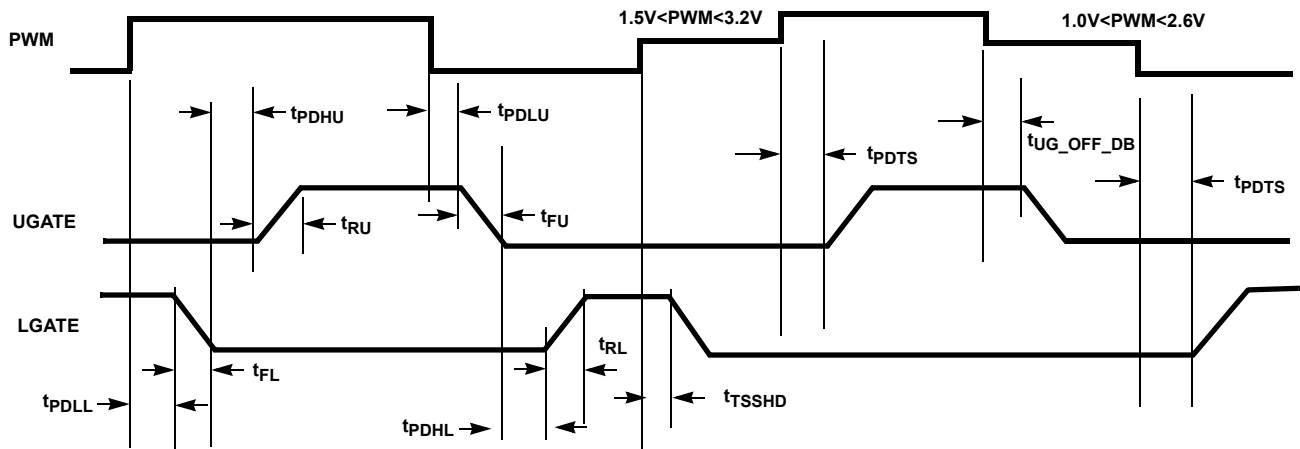 1.5V<PWM<3.2V
1.0V<PWM<2.6V
PWM
tPDHU
tPDLU
tPDTS
tUG_OFF_DB
tPDTS
UGATE
tRU
tFU
LGATE
tRL
tFL
tPDLL
tTSSHD
tPDHL